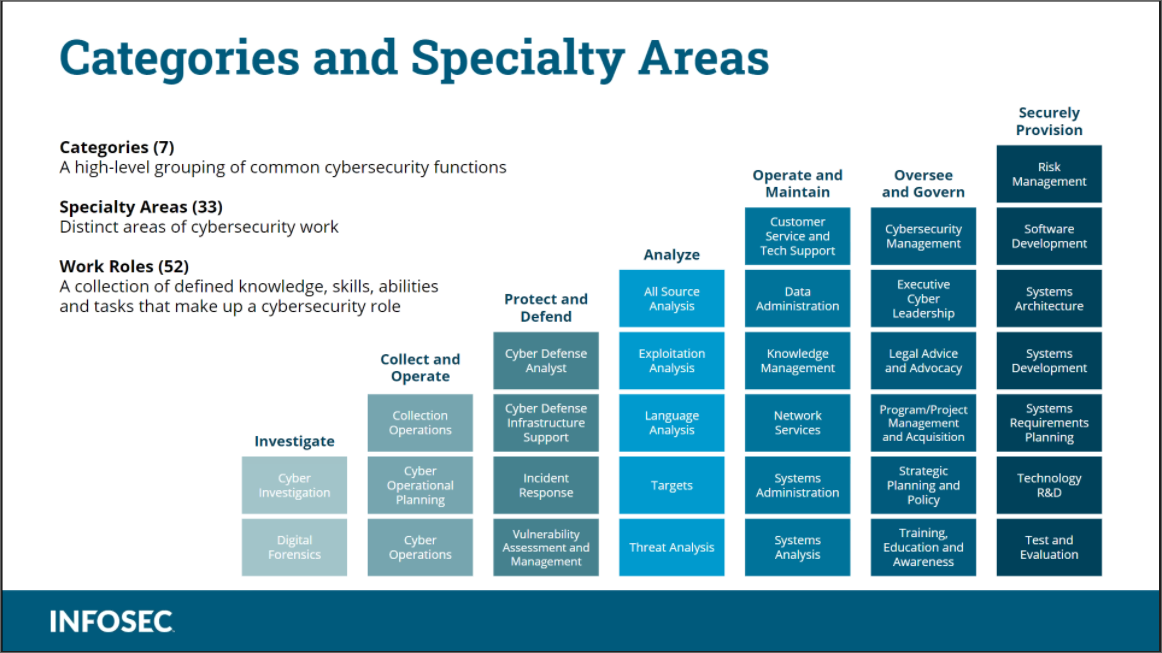 Categories and Specialty Areas
Categories (7)
A high-level grouping of common cybersecurity functions
Specialty Areas (33)
Distinct areas of cybersecurity work
Work Roles (52)
A collection of defined knowledge, skills, abilities
and tasks that make up a cybersecurity role
Investigate
Cyber
Investigation
Digital
Forensics
Collect and
Operate
Collection
Operations
Cyber
Operational
Planning
Cyber
Operations
Protect and
Defend
Cyber Defense
Analyst
Cyber Defense
Infrastructure
Support
Incident
Response
Vulnerability
Assessment and
Management
Analyze
All Source
Analysis
Exploitation
Analysis
Language
Analysis
Targets
Threat Analysis
Operate and
Maintain
Customer
Service and
Tech Support
Data
Administration
Knowledge
Management
Network
Services
Systems
Administration
Systems
Analysis
Oversee
and Govern
Cybersecurity
Management
Executive
Cyber
Leadership
Legal Advice
and Advocacy
Program/Project
Management
and Acquisition
Strategic
Planning and
Policy
Training,
Education and
Awareness
Securely
Provision
Risk
Management
Software
Development
Systems
Architecture
Systems
Development
Systems
Requirements
Planning
Technology
R&D
Test and
Evaluation
INFOSEC